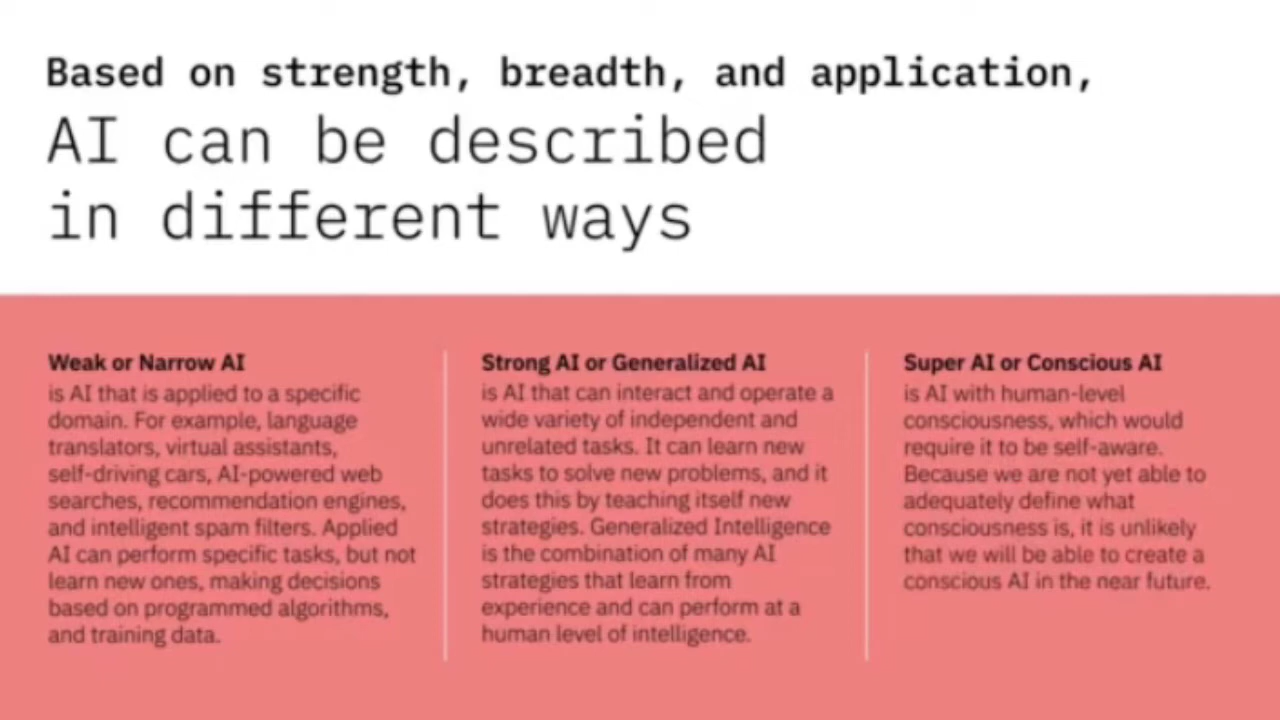 Based on strength, breadth, and application,
AI can be described
in different ways
Weak or Narrow AI
is AI that is applied to a specific
domain. For example, language
translators, virtual assistants,
self-driving cars, AI-powered web
searches, recommendation engines,
and intelligent spam filters. Applied
AI can perform specific tasks, but not
learn new ones, making decisions
based on programmed algorithms,
and training data.
Strong AI or Generalized AI
is AI that can interact and operate a
wide variety of independent and
unrelated tasks. It can learn new
tasks to solve new problems, and it
does this by teaching itself new
strategies. Generalized Intelligence
is the combination of many AI
strategies that learn from
experience and can perform at a
human level of intelligence.
Super AI or Conscious AI
is AI with human-level
consciousness, which would
require it to be self-aware.
Because we are not yet able to
adequately define what
consciousness is, it is unlikely
that we will be able to create a
conscious AI in the near future.